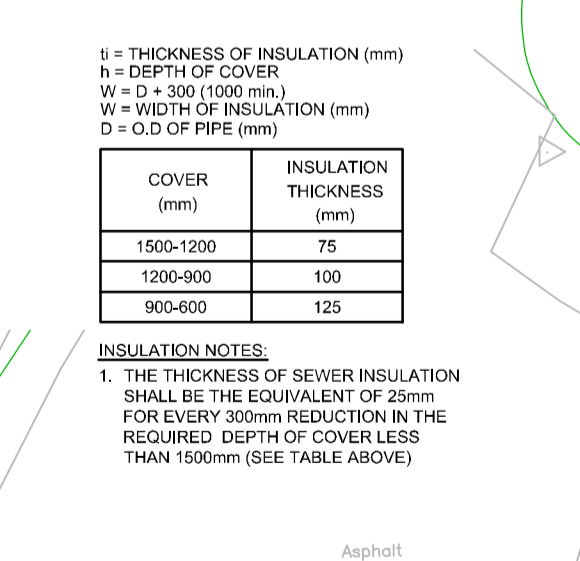 ti = THICKNESS OF INSULATION (mm)
h = DEPTH OF COVER
W = D + 300 (1000 min.)
W = WIDTH OF INSULATION (mm)
D = O.D OF PIPE (mm)
COVER
(mm)
INSULATION
THICKNESS
(mm)
1500-1200 75
1200-900 100
900-600 125
INSULATION NOTES:
1. THE THICKNESS OF SEWER INSULATION
SHALL BE THE EQUIVALENT OF 25mm
FOR EVERY 300mm REDUCTION IN THE
REQUIRED DEPTH OF COVER LESS
THAN 1500mm (SEE TABLE ABOVE)
Asphalt